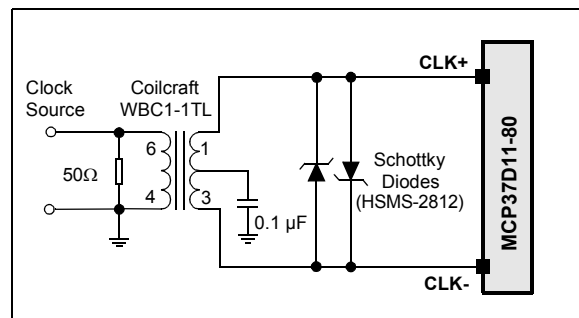 CLK+
Clock
Source
Coilcraft
WBC1-1TL
6
1
50Ω
4
3
0.1 µF
Schottky
Diodes
(HSMS-2812)
CLK-
MCP37D11-80